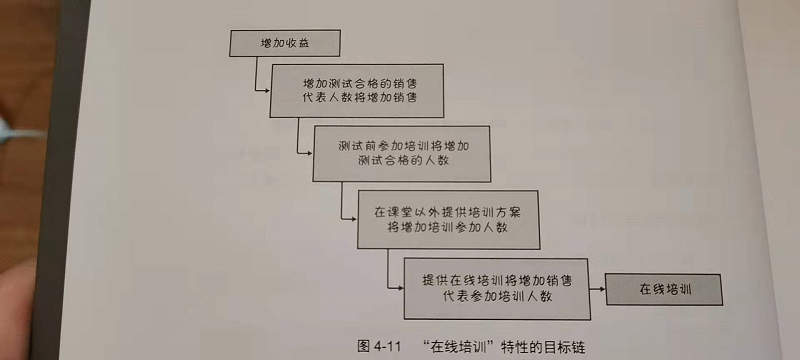 增加收益
增加测试合格的销售
代表人数将增加销售
测试前参加培训将增加
测试合格的人数
在课堂以外提供培训方案
将增加培训参加人数
提供在线培训将增加销售
代表参加培训人数
在线培训
图 4-11 “在线培训”特性的目标链